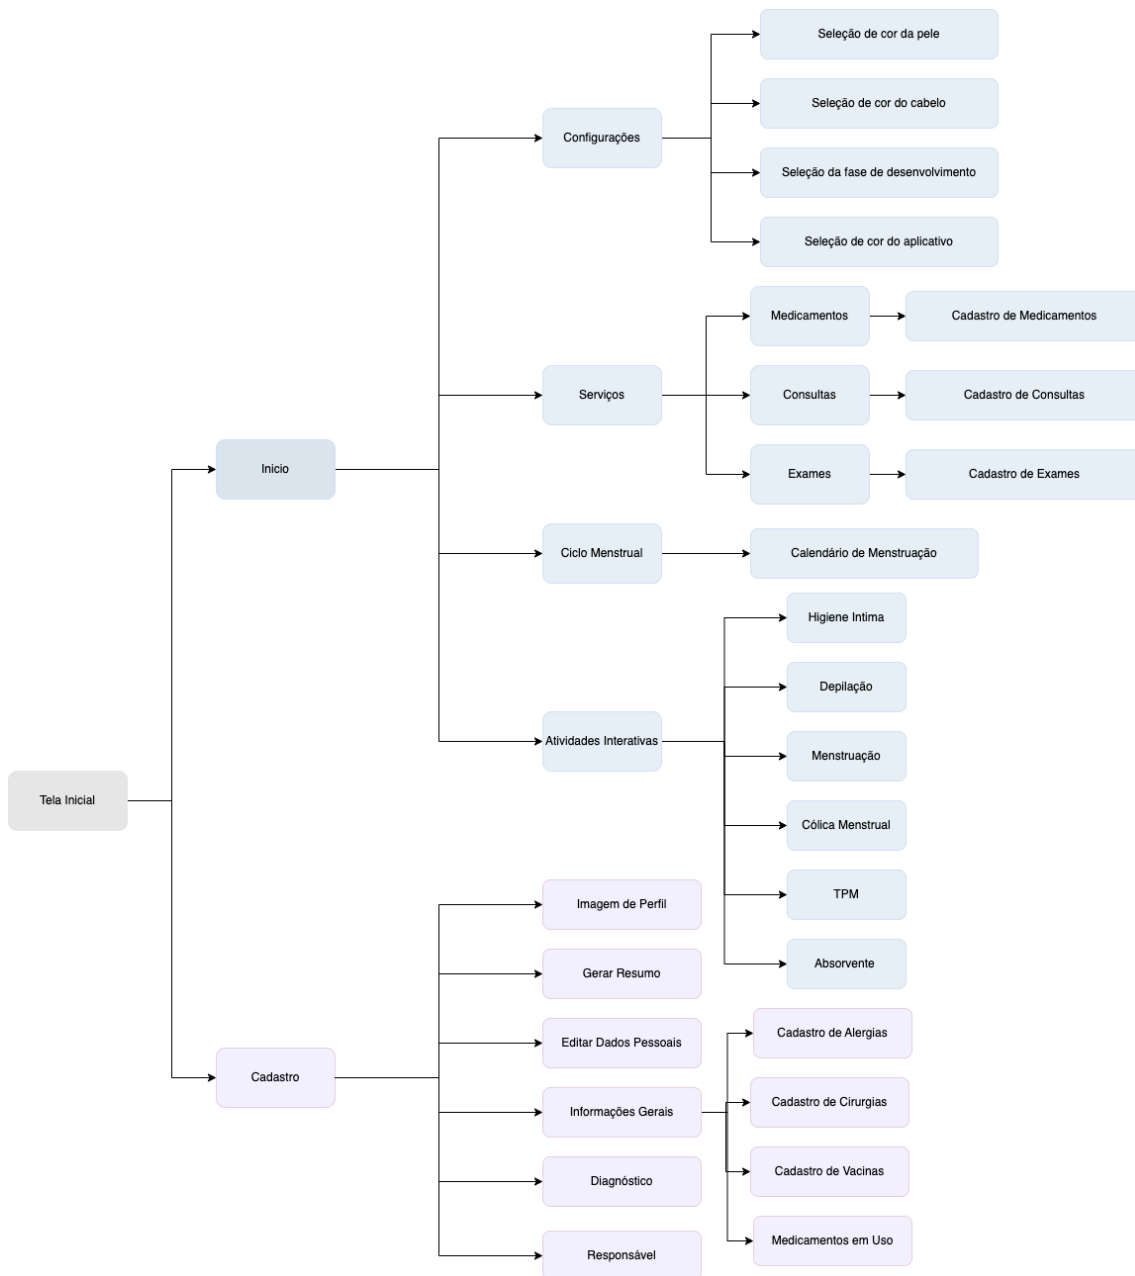 Seleção de cor da pele
Seleção de cor do cabelo
Configurações
Seleção da fase de desenvolvimento
Seleção de cor do aplicativo
Medicamentos
Cadastro de Medicamentos
Serviços
Consultas
Cadastro de Consultas
Inicio
Exames
Cadastro de Exames
Ciclo Menstrual
Calendário de Menstruação
Higiene Intima
Depilação
Atividades Interativas
Menstruação
Tela Inicial
Cólica Menstrual
TPM
Imagem de Perfil
Absorvente
Gerar Resumo
Cadastro de Alergias
Editar Dados Pessoais
Cadastro
Cadastro de Cirurgias
Informações Gerais
Cadastro de Vacinas
Diagnóstico
Medicamentos em Uso
Responsável